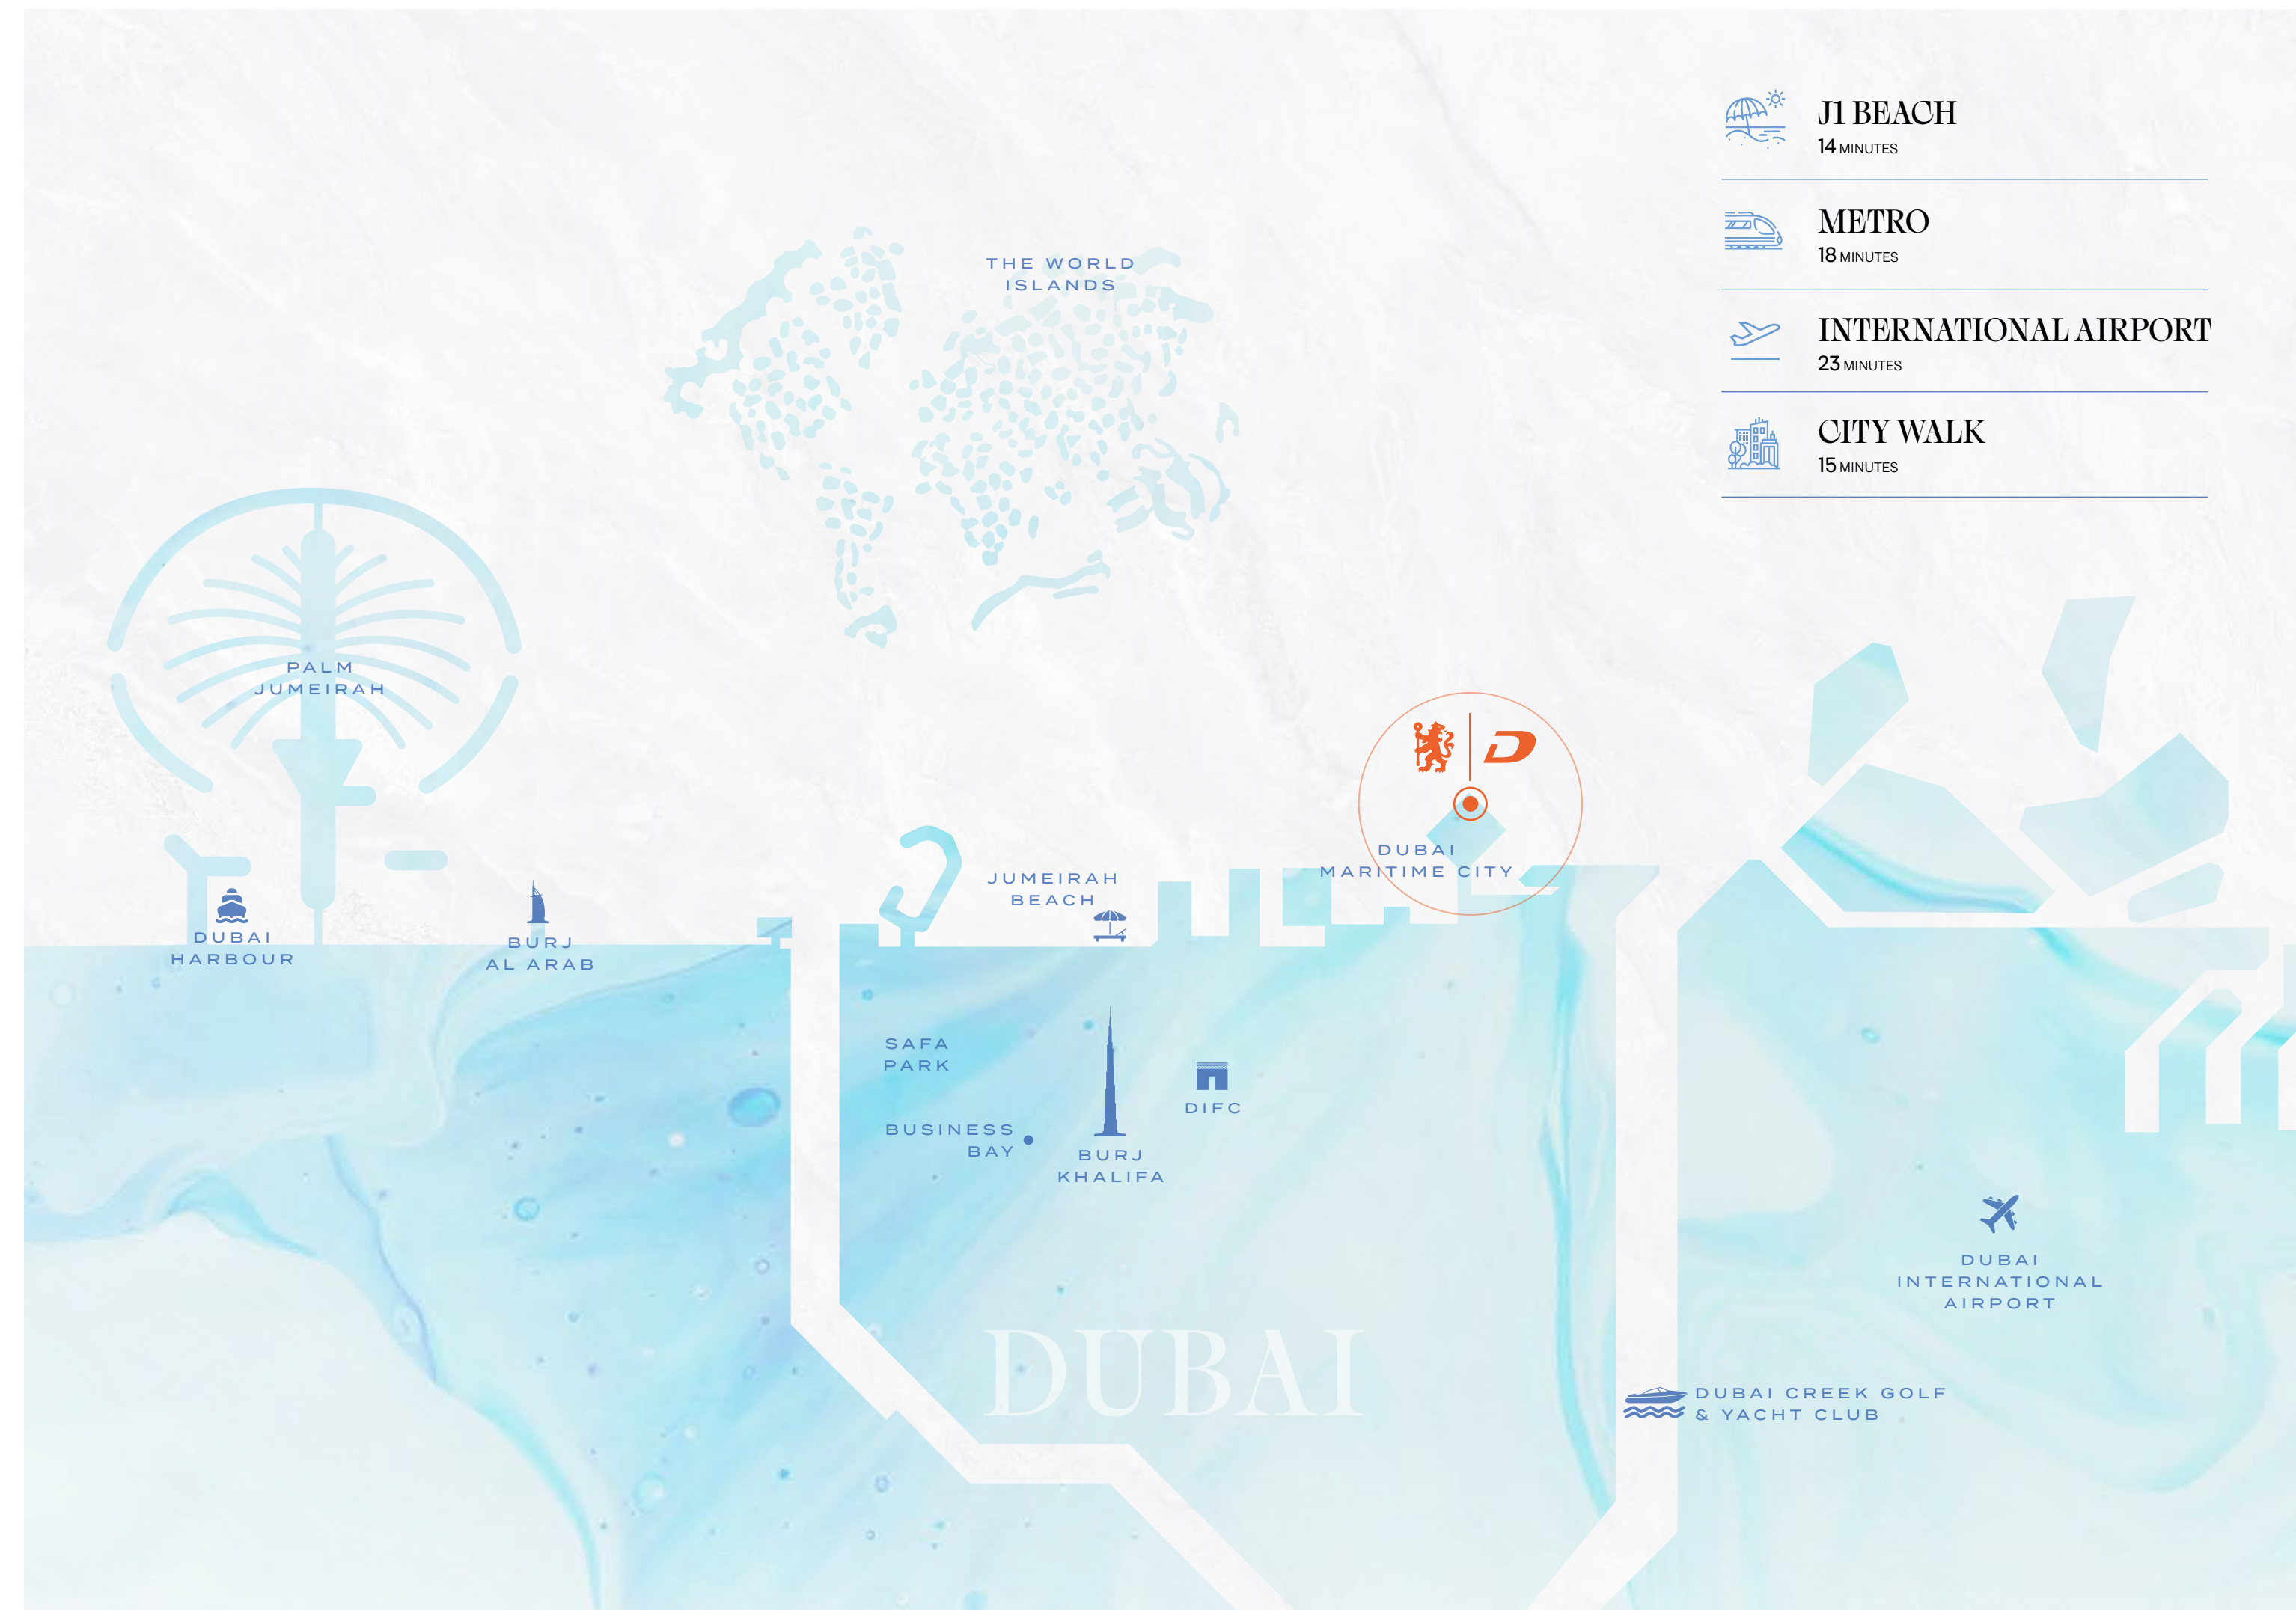 J1 BEACH
14 MINUTES
METRO
18 MINUTES
INTERNATIONAL AIRPORT
23 MINUTES
CITY WALK
15 MINUTES
THE WORLD
ISLANDS
PALM
JUMEIRAH
D
DUBAI
MARITIME CITY
JUMEIRAH
BEACH
DUBAI
HARBOUR
BURJ
AL ARAB
SAFA
PARK
DIFC
BUSINESS
BAY
BURJ
KHALIFA
DUBAI
INTERNATIONAL
AIRPORT
DUBAI
DUBAI CREEK GOLF
& YACHT CLUB